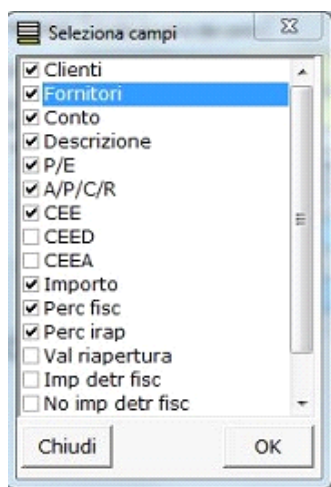 Seleziona campi
Clienti
Fornitori
Conto
Descrizione
P/E
A/P/C/R
CEE
CEED
CEEA
Importo
Perc fisc
Perc irap
Val riapertura
Imp detr fisc
No imp detr fisc
Chiudi OK